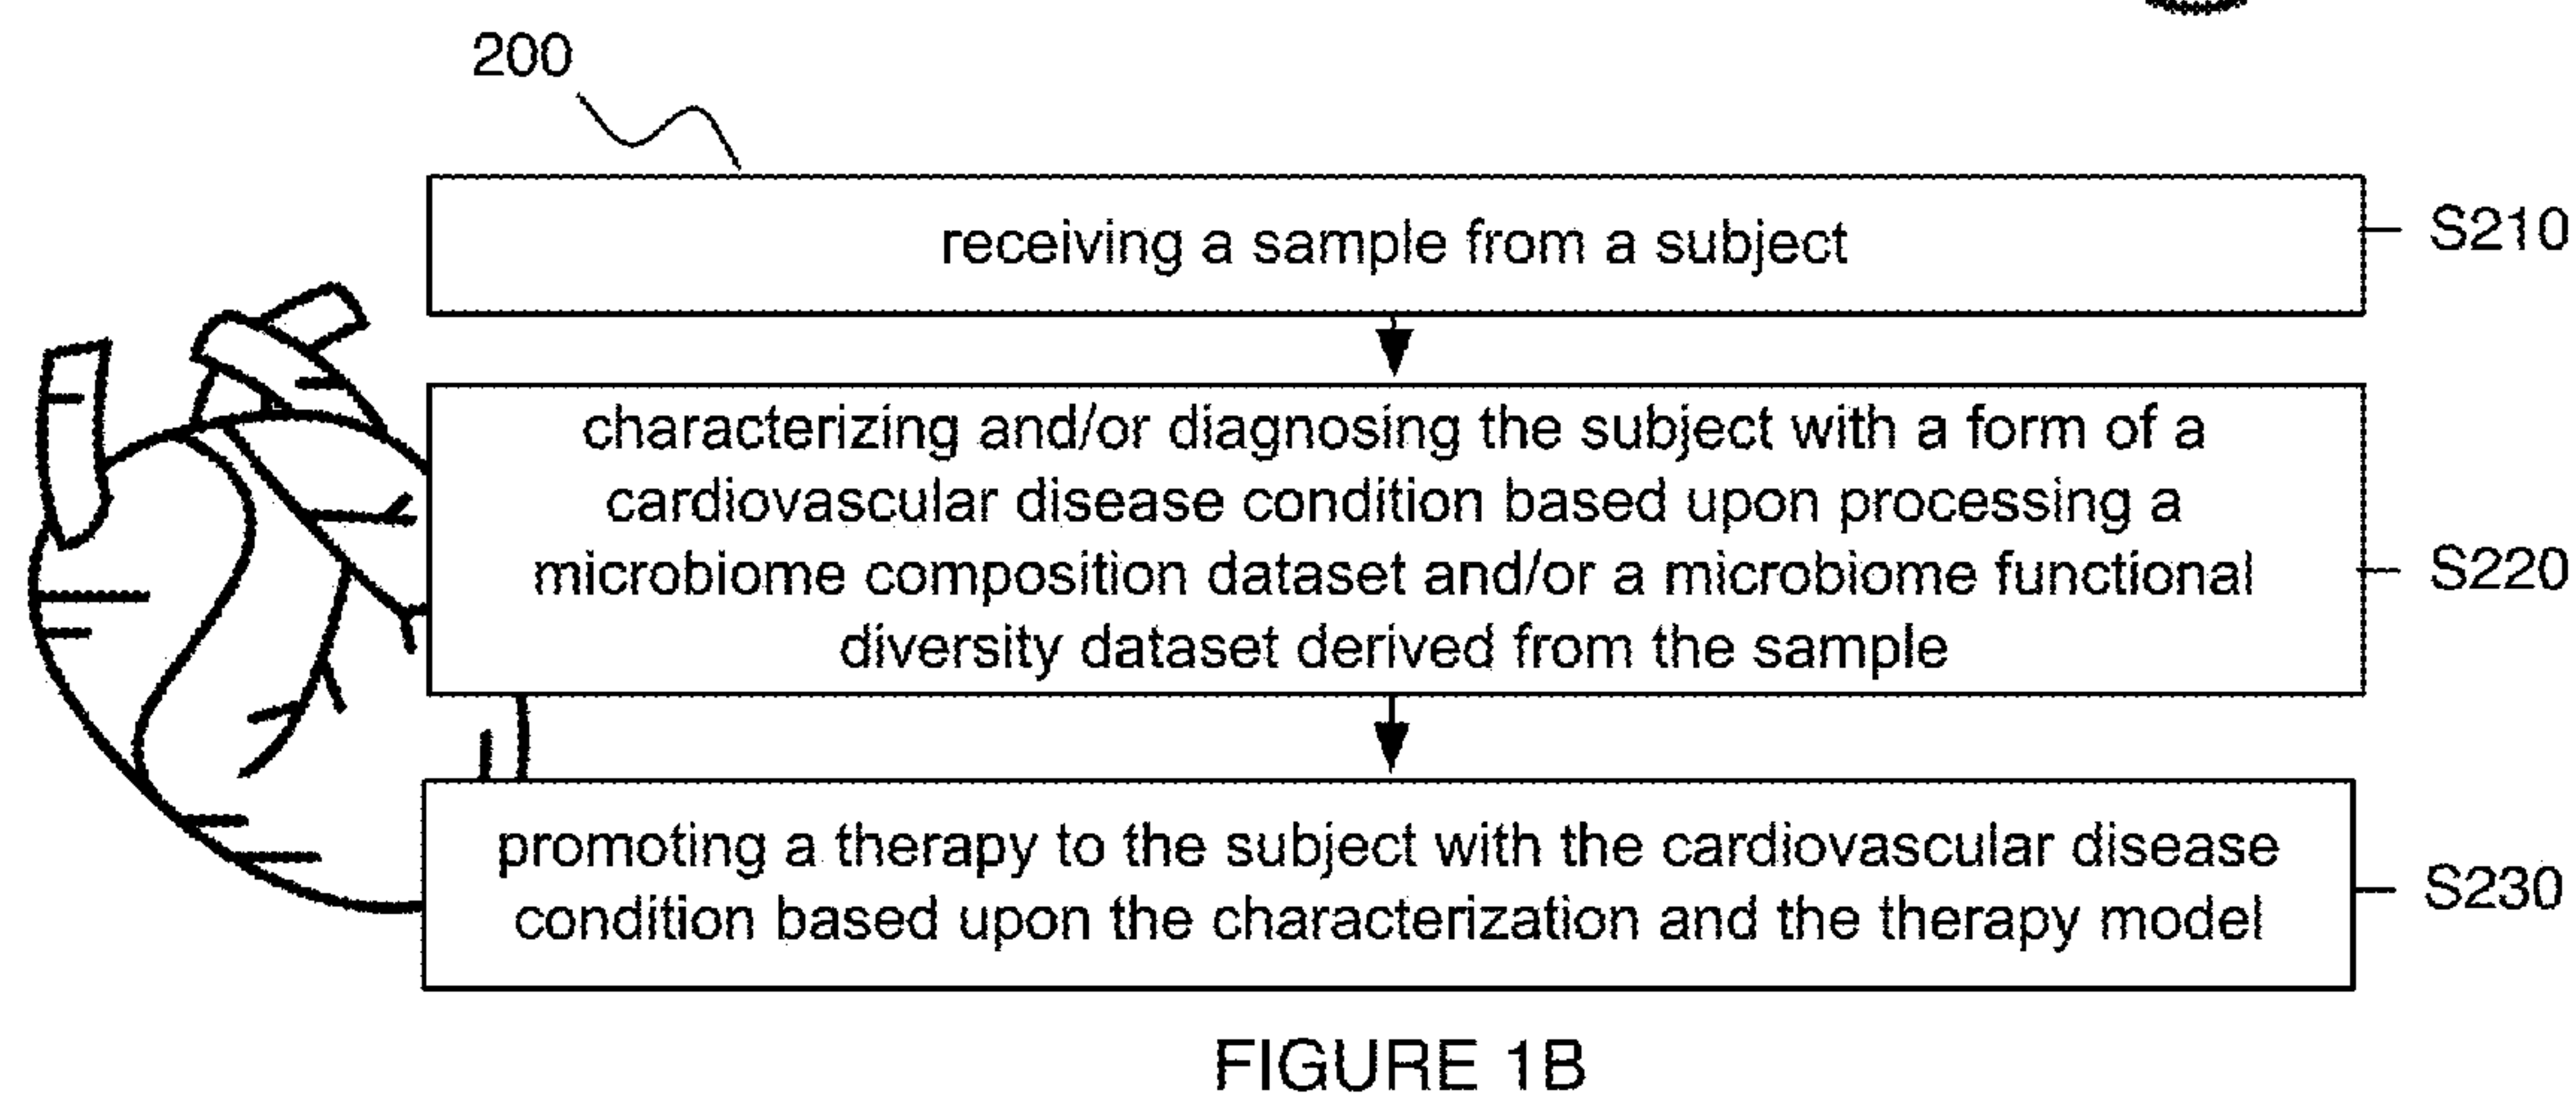 200
receiving a sample from a subject
S210
characterizing and/or diagnosing the subject with a form of a
cardiovascular disease condition based upon processing a
microbiome composition dataset and/or a microbiome functional
diversity dataset derived from the sample
S220
promoting a therapy to the subject with the cardiovascular disease
condition based upon the characterization and the therapy model
S230
FIGURE 1B